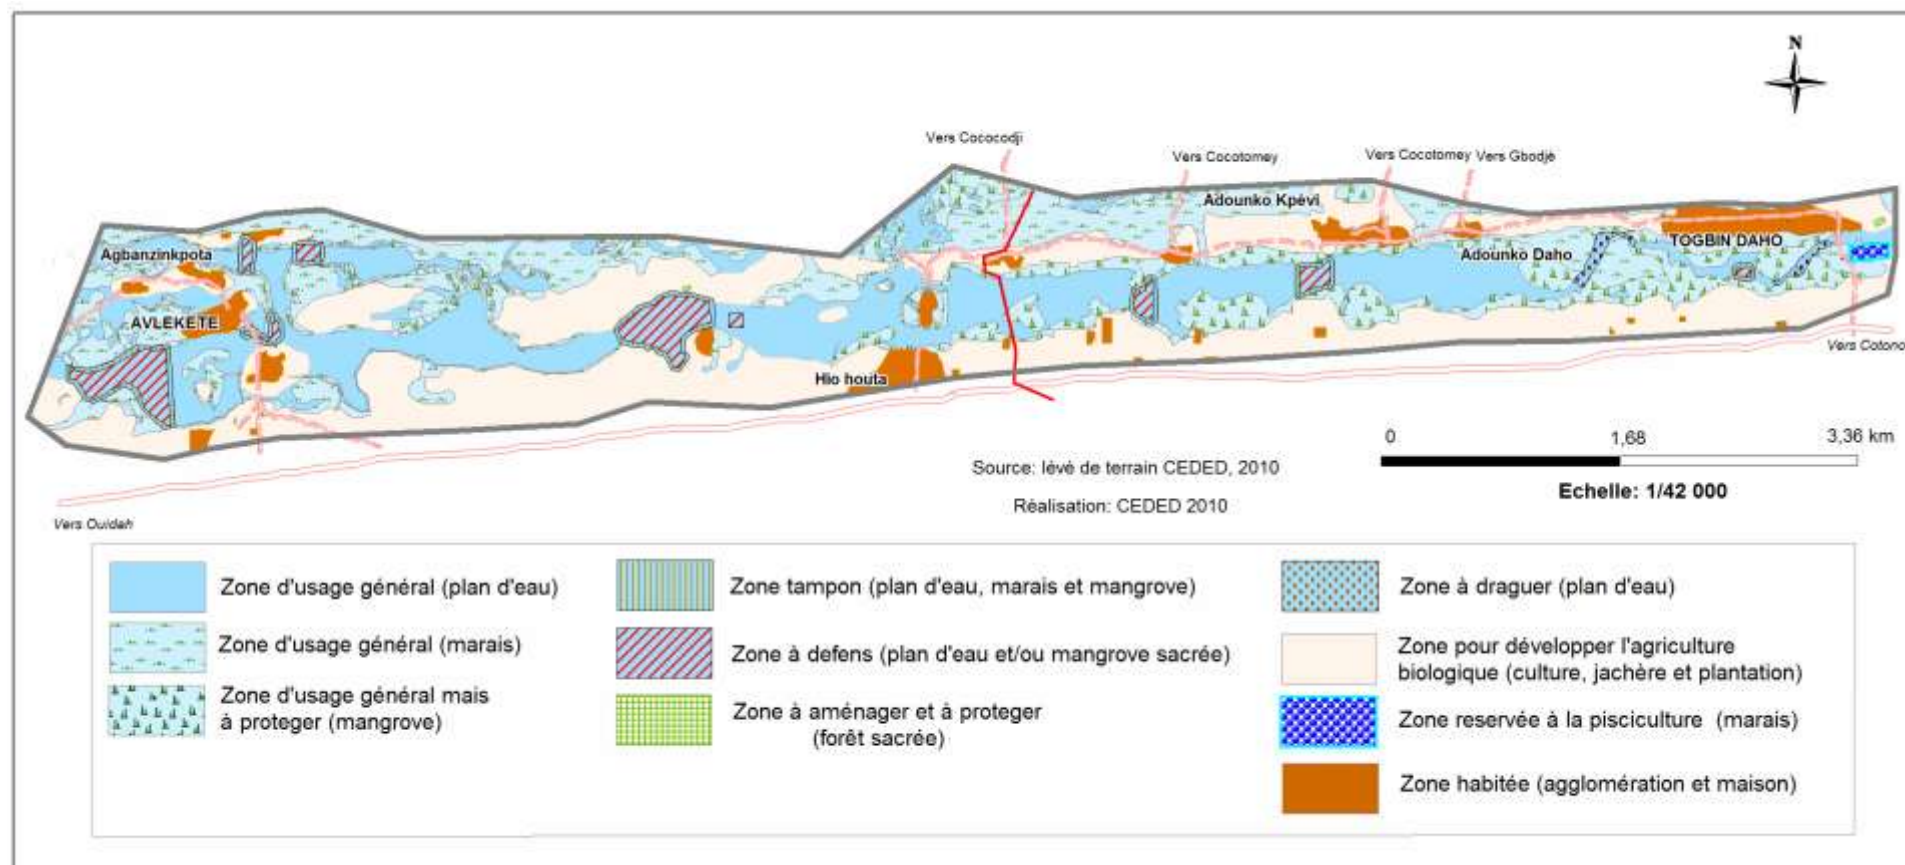 N
Vers Cococodji
Vers Cocotomey
Vers Cocotomey
Vers Gbodjè
Adounko Kpévi
Agbanzinkpota
Adounko Daho
TOGBIN DAHO
AVLEKETE
Hio houta
Vers Cotono
Vers Ouidah
0 1,68 3,36 km
Echelle: 1/42 000
Source: lévé de terrain CEDED, 2010
Réalisation: CEDED 2010
Zone d'usage général (plan d'eau)
Zone d'usage général (marais)
Zone d'usage général mais
à proteger (mangrove)
Zone tampon (plan d'eau, marais et mangrove)
Zone à defens (plan d'eau et/ou mangrove sacrée)
Zone à aménager et à proteger
(forêt sacrée)
Zone à draguer (plan d'eau)
Zone pour développer l'agriculture
biologique (culture, jachère et plantation)
Zone reservée à la pisciculture (marais)
Zone habitée (agglomération et maison)